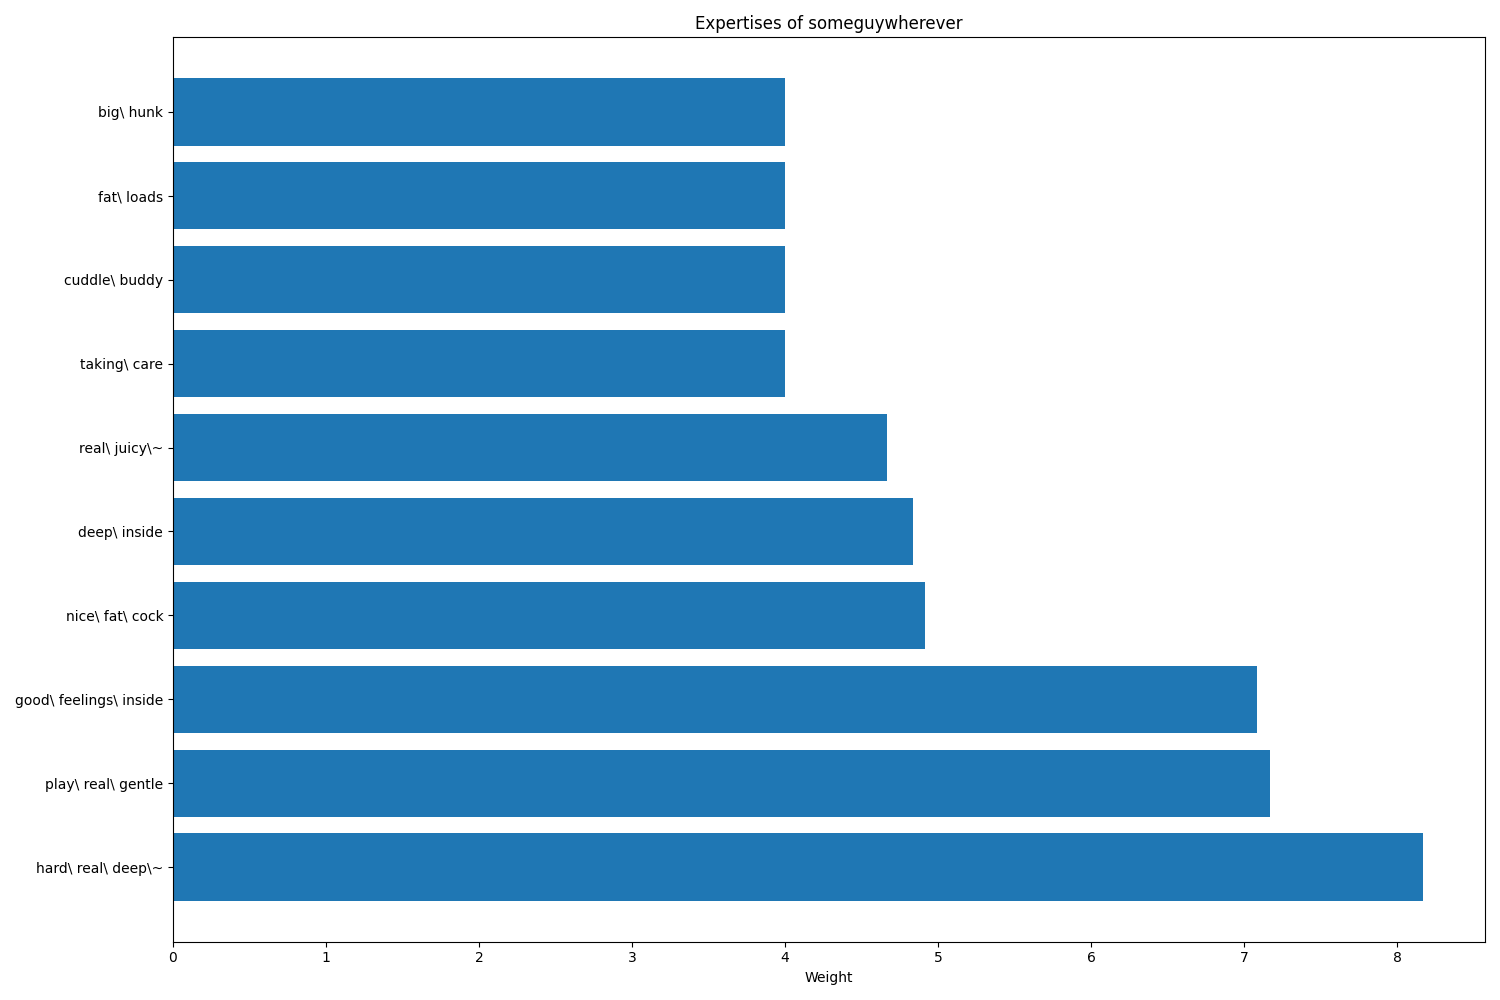 Expertises of someguywherever
big\ hunk
fat\ loads
cuddle\ buddy
taking\ care
real\ juicy\~
deep\ inside
nice\ fat\ cock
good\ feelings\ inside
play\ real\ gentle
hard\ real\ deep\~
0 1 2 3 4 5 6 7 8
Weight